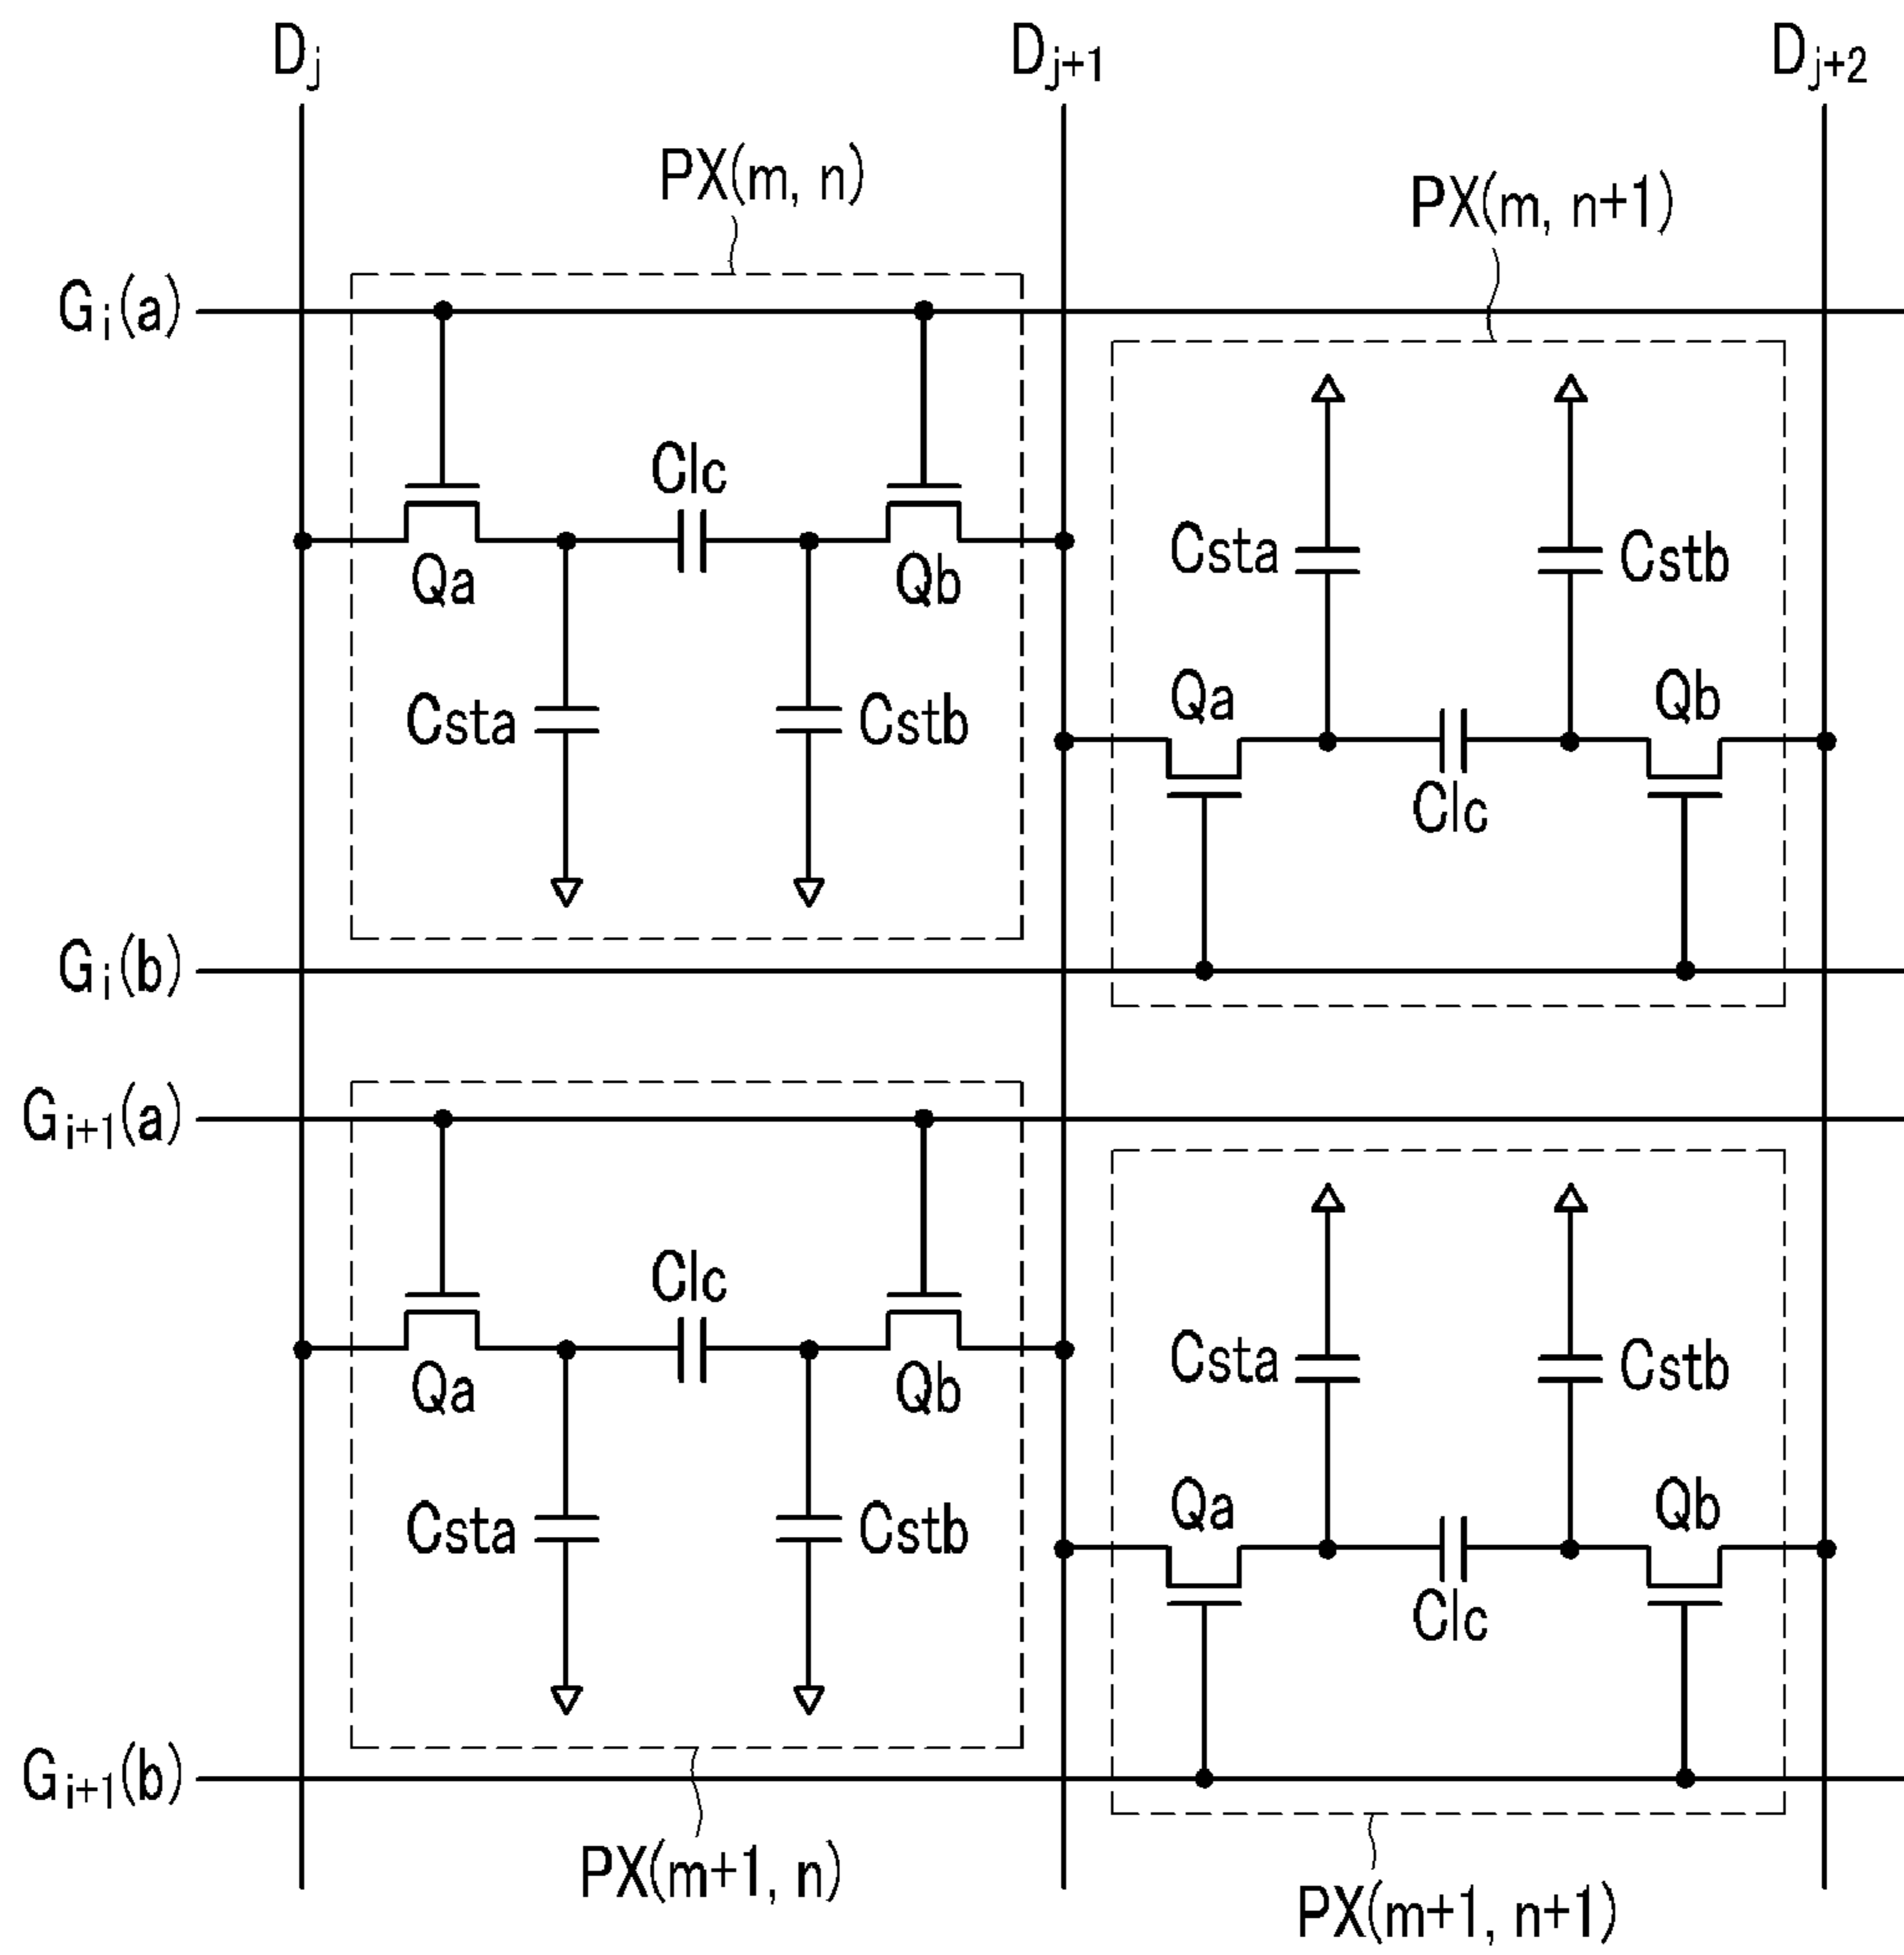 Dj Dj+1 Dj+2
PX(m, n)
PX(m, n+1)
Gi(a)
Clc
Csta Cstb
Qa Qb
Qa Qb
Csta Cstb
Clc
Gi(b)
Gi+1(a)
Clc
Csta Cstb
Qa Qb
Qa Qb
Csta Cstb
Clc
Gi+1(b)
PX(m+1, n)
PX(m+1, n+1)